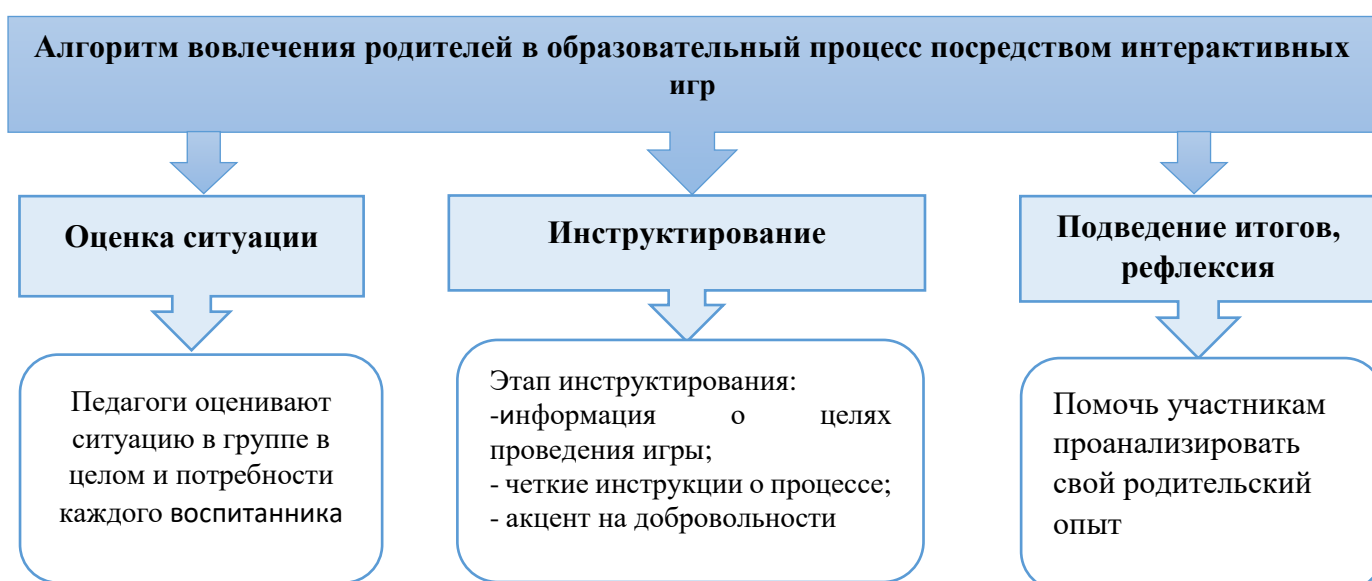 Алгоритм вовлечения родителей в образовательный процесс посредством интерактивных
игр
Оценка ситуации
Инструктирование
Подведение итогов,
рефлексия
Педагоги оценивают
ситуацию в группе в
целом и потребности
каждого воспитанника
Этап инструктирования:
-информация о целях
проведения игры;
- четкие инструкции о процессе;
- акцент на добровольности
Помочь участникам
проанализировать
свой родительский
опыт